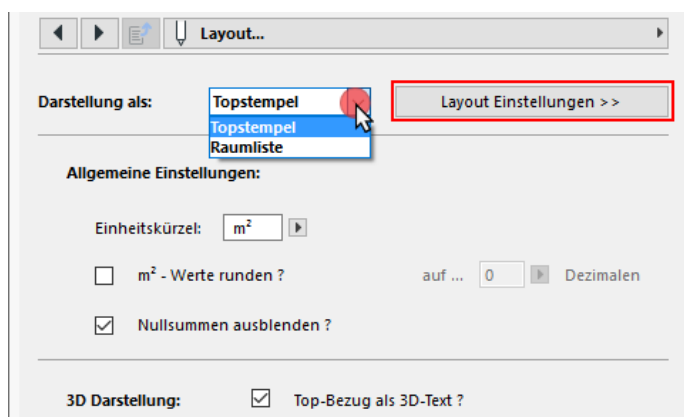 Layout...
Darstellung als: Topstempel Layout Einstellungen >>
Topstempel
Raumliste
Allgemeine Einstellungen:
Einheitskürzel: m²
m² - Werte runden ? auf ... 0 Dezimalen
Nullsummen ausblenden ?
3D Darstellung: Top-Bezug als 3D-Text ?